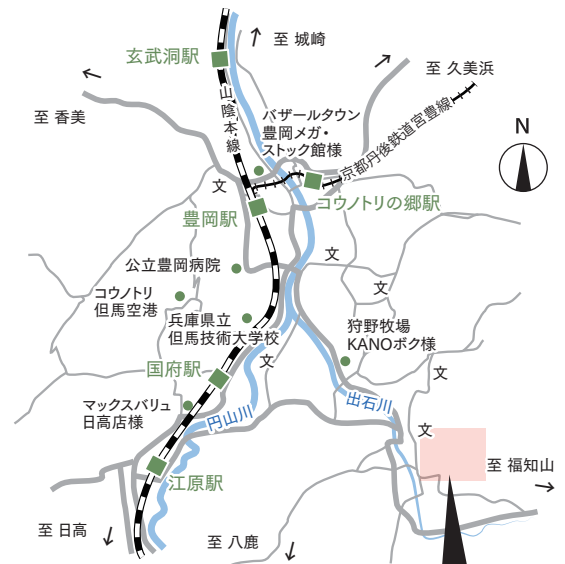 至 城崎
玄武洞駅
至 久美浜
至 香美
山陰本線
バザールタウン
豊岡メガ・
ストック館様
京都丹後鉄道宮豊線
N
文
コウノトリの郷駅
豊岡駅
文
公立豊岡病院
文
コウノトリ
但馬空港
兵庫県立
但馬技術大学校
狩野牧場
KANOボク様
文
国府駅
文
マックスバリュ
日高店様
円山川
出石川
文
至 福知山
江原駅
至 日高
至 八鹿